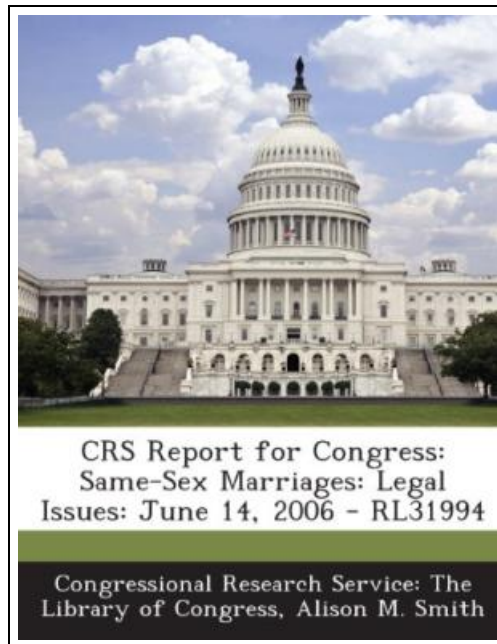 CRS Report for Congress:
Same-Sex Marriages: Legal
Issues: June 14, 2006 - RL31994
Congressional Research Service: The
Library of Congress, Alison M. Smith